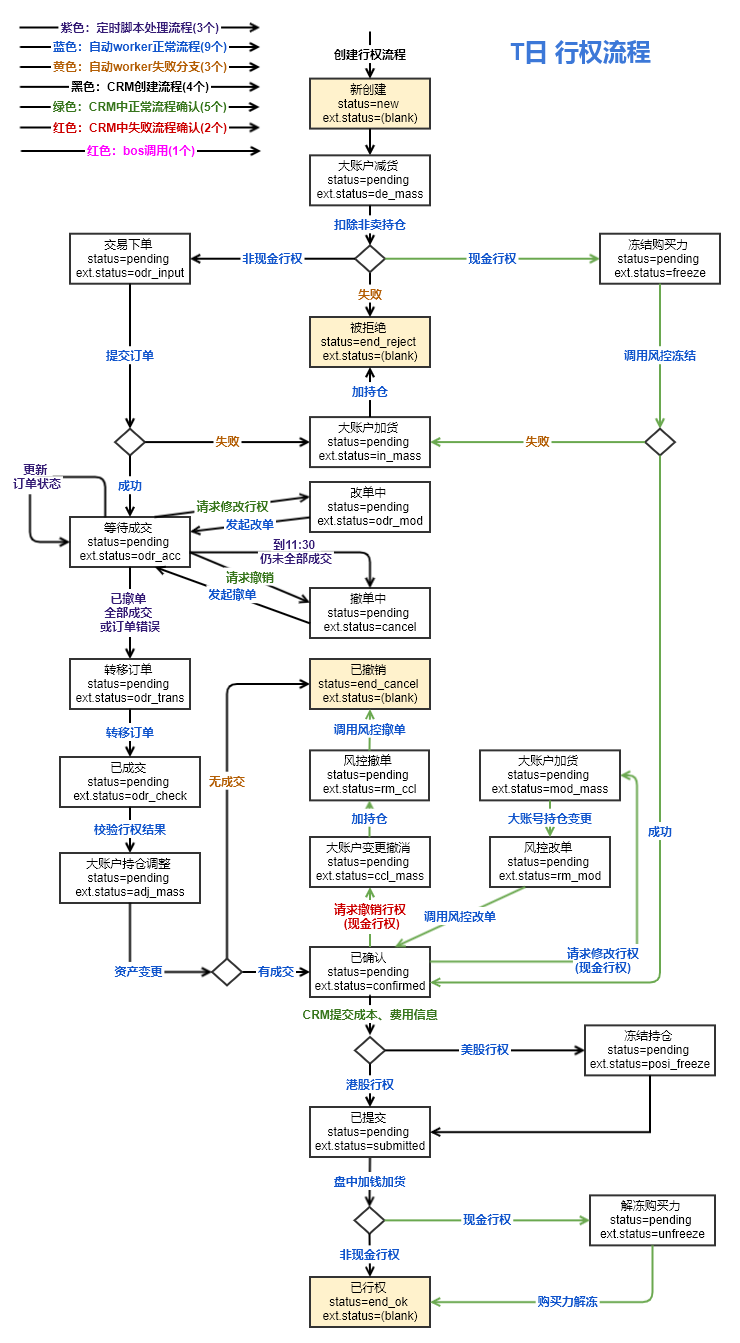 紫色：定时脚本处理流程(3个)
蓝色：自动worker正常流程(9个)
黄色：自动worker失败分支(3个)
黑色：CRM创建流程(4个)
绿色：CRM中正常流程确认(5个)
红色：CRM中失败流程确认(2个)
红色：bos调用(1个)
T日 行权流程
创建行权流程
新创建
status=new
ext.status=(blank)
大账户减货
status=pending
ext.status=de_mass
扣除非卖持仓
交易下单
status=pending
ext.status=odr_input
非现金行权
现金行权
冻结购买力
status=pending
ext.status=freeze
失败
被拒绝
status=end_reject
ext.status=(blank)
提交订单
调用风控冻结
加持仓
大账户加货
status=pending
ext.status=in_mass
失败
失败
成功
更新
订单状态
请求修改行权
改单中
status=pending
ext.status=odr_mod
发起改单
等待成交
status=pending
ext.status=odr_acc
到11:30
仍未全部成交
请求撤销
发起撤单
撤单中
status=pending
ext.status=cancel
已撤单
全部成交
或订单错误
转移订单
status=pending
ext.status=odr_trans
已撤销
status=end_cancel
ext.status=(blank)
转移订单
调用风控撤单
已成交
status=pending
ext.status=odr_check
无成交
风控撤单
status=pending
ext.status=rm_ccl
大账户加货
status=pending
ext.status=mod_mass
校验行权结果
加持仓
大账号持仓变更
成功
大账户持仓调整
status=pending
ext.status=adj_mass
大账户变更撤消
status=pending
ext.status=ccl_mass
风控改单
status=pending
ext.status=rm_mod
请求撤销行权
(现金行权)
调用风控改单
请求修改行权
(现金行权)
资产变更
有成交
已确认
status=pending
ext.status=confirmed
CRM提交成本、费用信息
美股行权
冻结持仓
status=pending
ext.status=posi_freeze
港股行权
已提交
status=pending
ext.status=submitted
盘中加钱加货
现金行权
解冻购买力
status=pending
ext.status=unfreeze
非现金行权
已行权
status=end_ok
ext.status=(blank)
购买力解冻